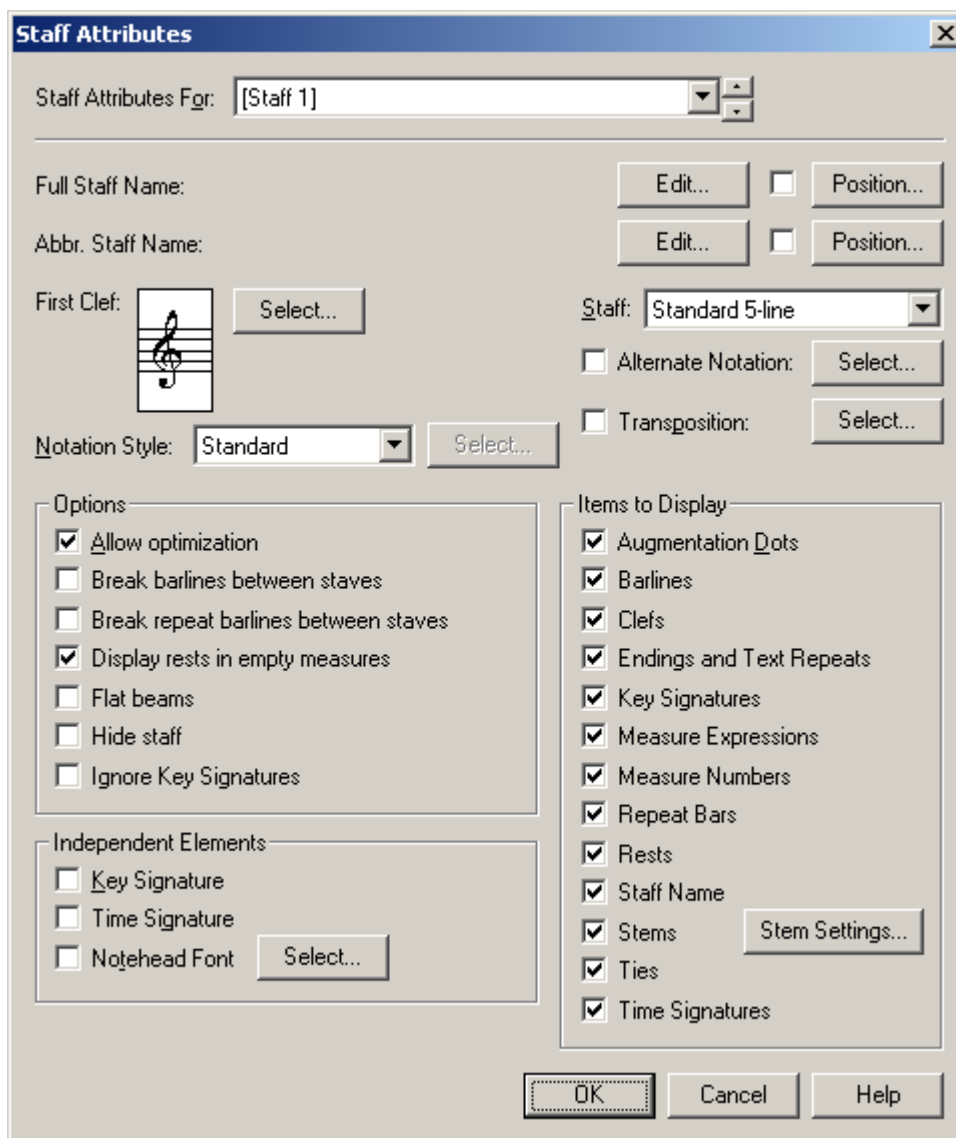 Staff Attributes
Staff Attributes For: [Staff 1]
Full Staff Name: Edit... Position...
Abbr. Staff Name: Edit... Position...
First Clef: Select...
Staff: Standard 5-line
Alternate Notation: Select...
Transposition: Select...
Notation Style: Standard Select...
Options
Allow optimization
Break barlines between staves
Break repeat barlines between staves
Display rests in empty measures
Flat beams
Hide staff
Ignore Key Signatures
Independent Elements
Key Signature
Time Signature
Notehead Font Select...
Items to Display
Augmentation Dots
Barlines
Clefs
Endings and Text Repeats
Key Signatures
Measure Expressions
Measure Numbers
Repeat Bars
Rests
Staff Name
Stems Stem Settings...
Ties
Time Signatures
OK Cancel Help